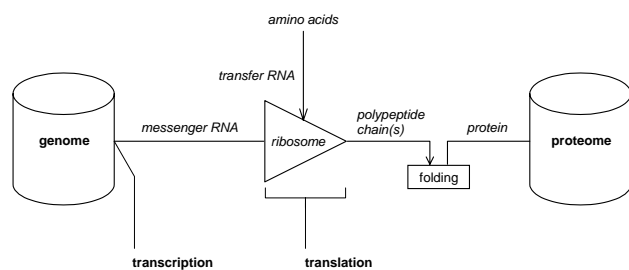 amino acids
transfer RNA
genome
messenger RNA
ribosome
polypeptide
chain(s)
protein
proteome
folding
transcription
translation